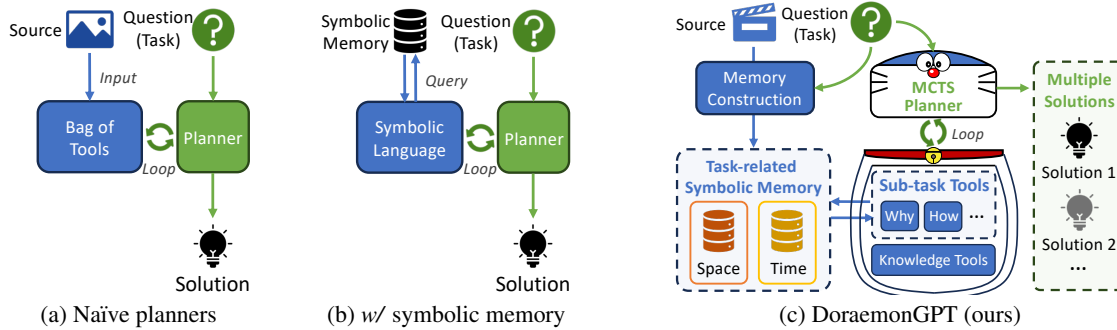 Source
Question
(Task)
Input
Bag of
Tools
Loop
Planner
Solution
(a) Naïve planners
Symbolic
Memory
Question
(Task)
Query
Symbolic
Language
Loop
Planner
Solution
(b) w/ symbolic memory
Source
Question
(Task)
Memory
Construction
MCTS
Planner
Loop
Multiple
Solutions
Solution 1
Solution 2
...
Task-related
Symbolic Memory
Space
Time
Sub-task Tools
Why
How
...
Knowledge Tools
(c) DoraemonGPT (ours)